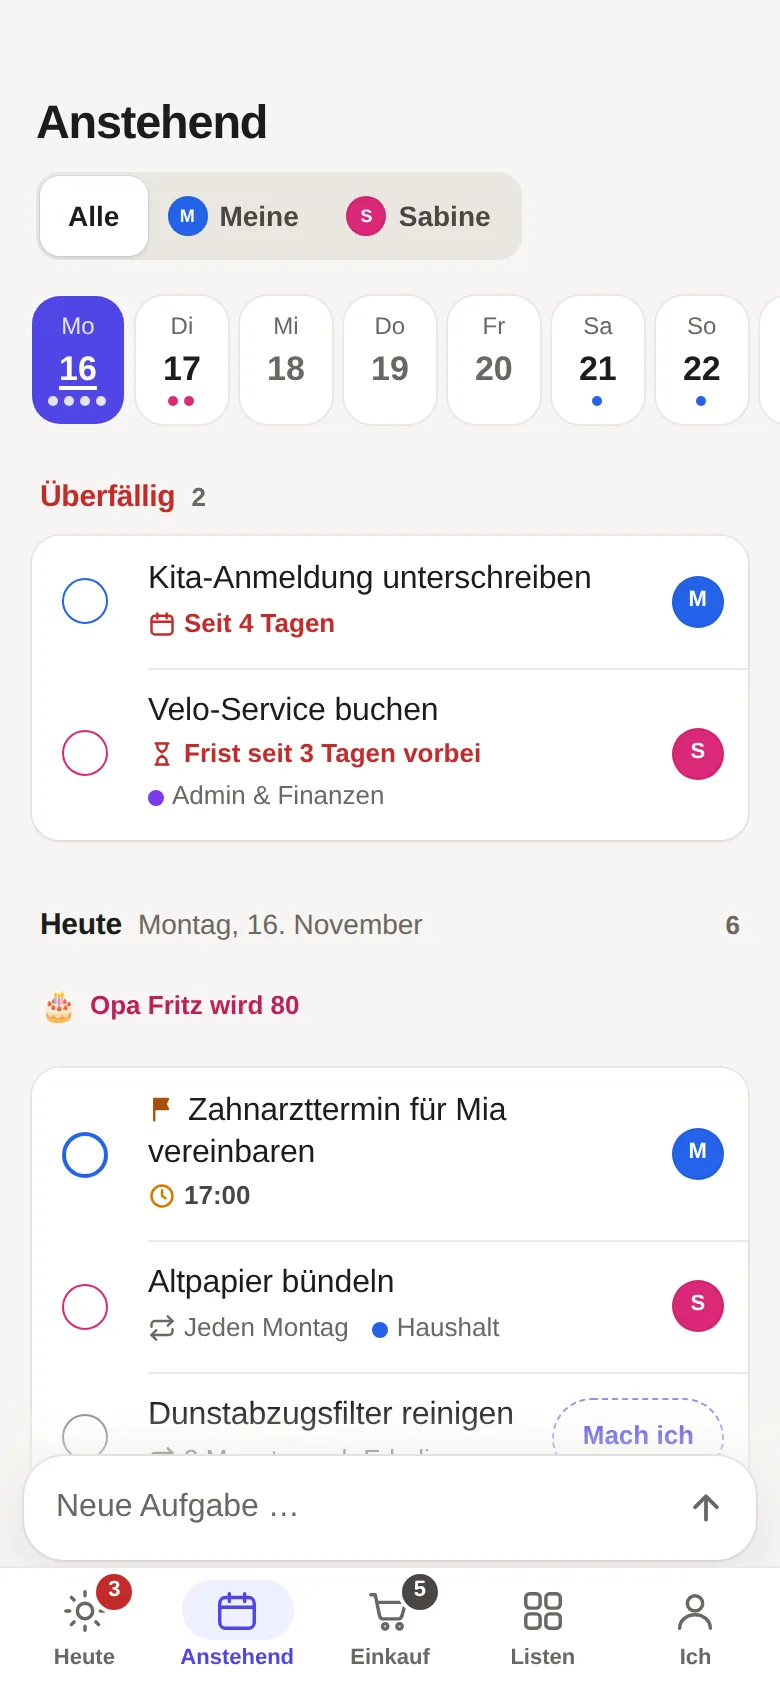 Anstehend
Alle
M Meine
S Sabine
Mo Di Mi Do Fr Sa So
16 17 18 19 20 21 22
Überfällig 2
Kita-Anmeldung unterschreiben
M
Seit 4 Tagen
Velo-Service buchen
Frist seit 3 Tagen vorbei
S
Admin & Finanzen
Heute Montag, 16. November 6
Opa Fritz wird 80
Zahnarzttermin für Mia
vereinbaren
M
17:00
Altpapier bündeln
S
Jeden Montag Haushalt
Dunstabzugsfilter reinigen
Mach ich
Neue Aufgabe …
3 5
Heute Anstehend Einkauf Listen Ich